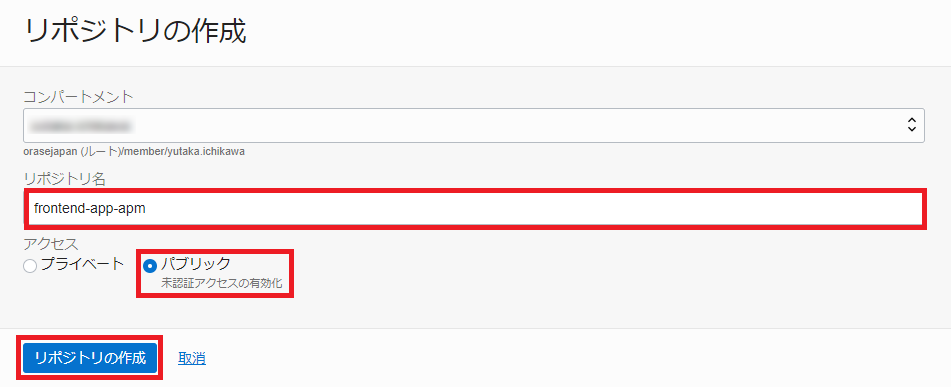 リポジトリの作成
コンパートメント
orasejapan (ルート)/member/yutaka.ichikawa
リポジトリ名
frontend-app-apm
アクセス
プライベート
パブリック
未認証アクセスの有効化
リポジトリの作成
取消